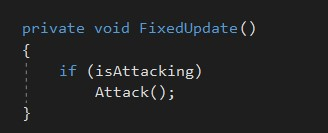 private void FixedUpdate()
{
    if (isAttacking)
        Attack();
}